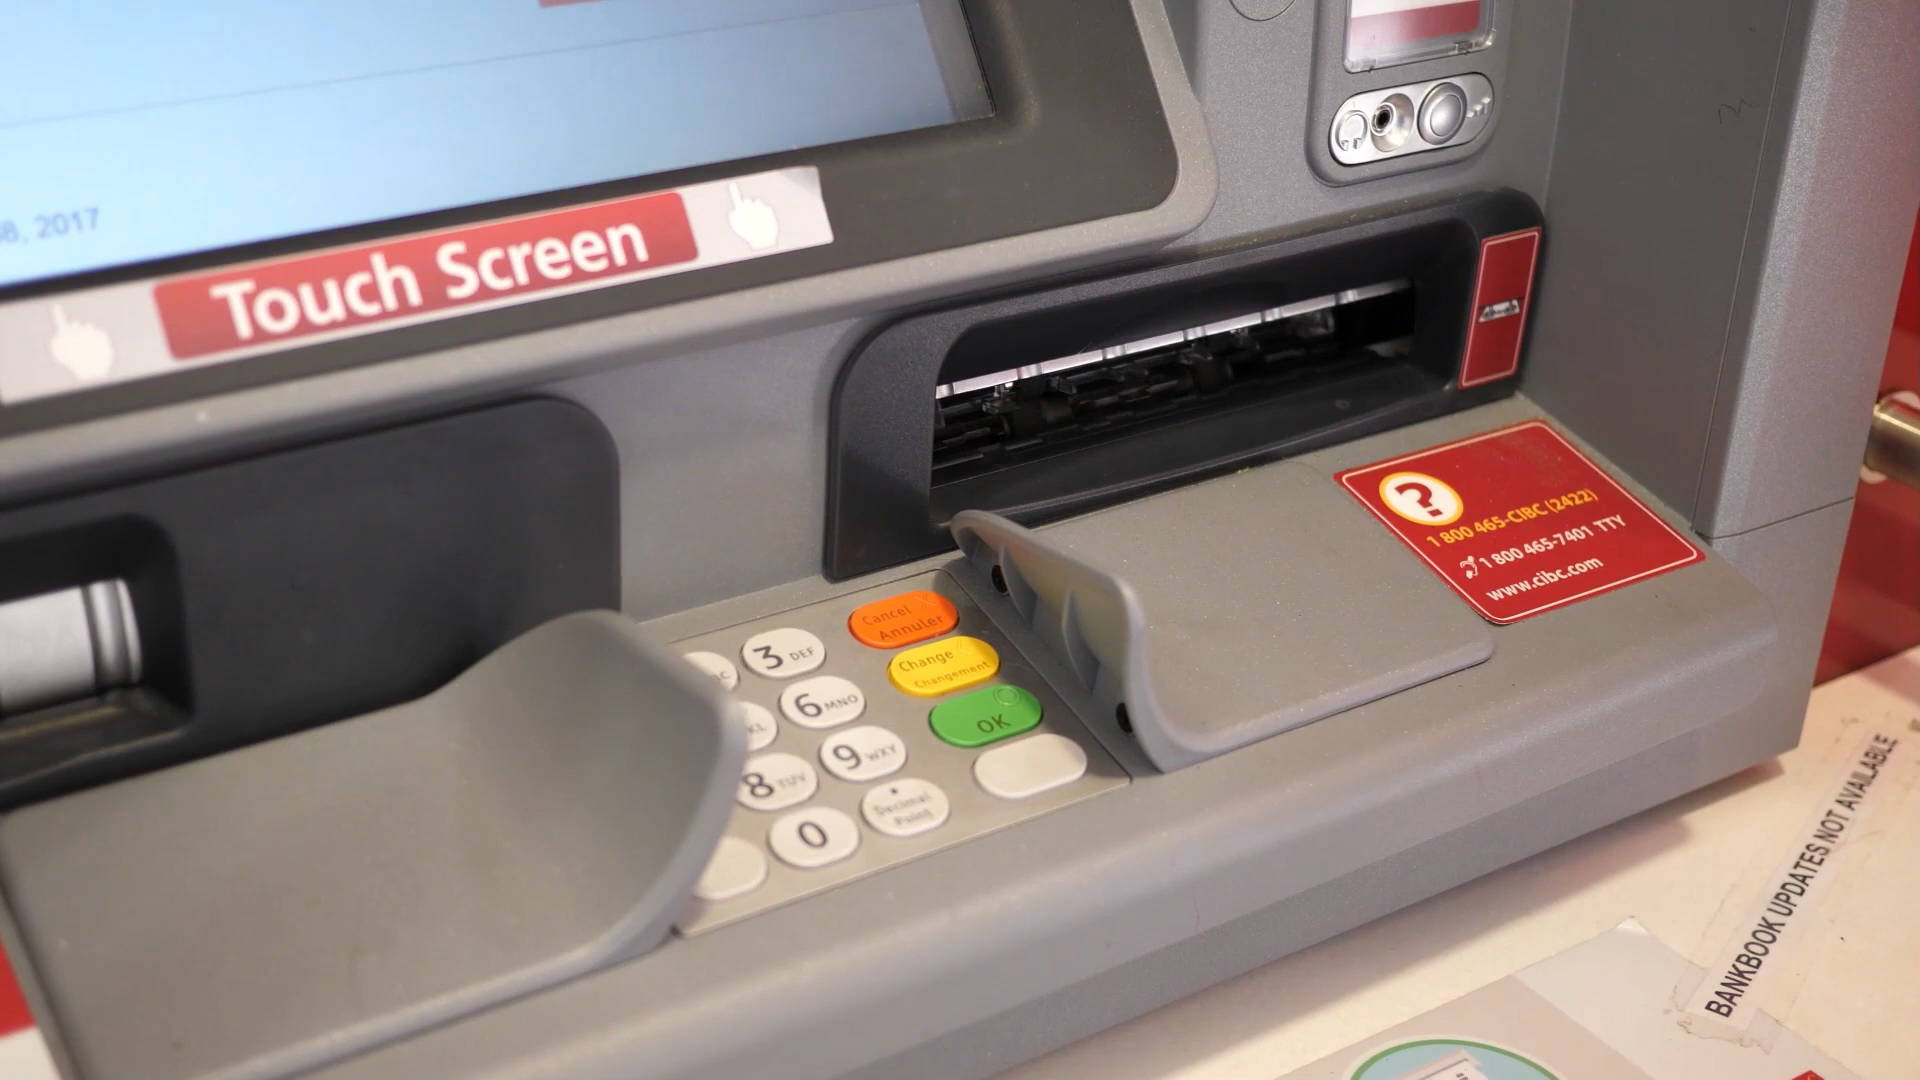 8, 2017
Touch Screen
?
1 800 465-CIBC (2422)
1 800 465-7401 TTY
www.cibc.com
Cancel
Annuler
3 DEF
Change
Changement
6 MNO
OK
9 WXY
8 TUV
Decimal
Point
0
BANKBOOK UPDATES NOT AVAILABLE